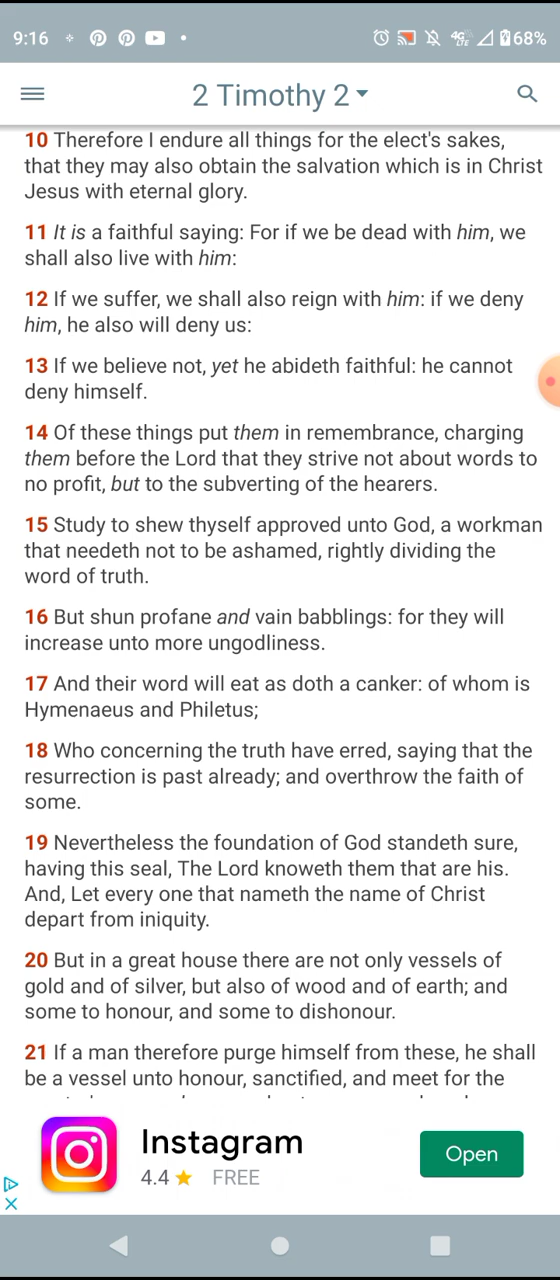 9:16
4G
LTE
68%
2 Timothy 2
10 Therefore I endure all things for the elect's sakes,
that they may also obtain the salvation which is in Christ
Jesus with eternal glory.
11 It is a faithful saying: For if we be dead with him, we
shall also live with him:
12 If we suffer, we shall also reign with him: if we deny
him, he also will deny us:
13 If we believe not, yet he abideth faithful: he cannot
deny himself.
14 Of these things put them in remembrance, charging
them before the Lord that they strive not about words to
no profit, but to the subverting of the hearers.
15 Study to shew thyself approved unto God, a workman
that needeth not to be ashamed, rightly dividing the
word of truth.
16 But shun profane and vain babblings: for they will
increase unto more ungodliness.
17 And their word will eat as doth a canker: of whom is
Hymenaeus and Philetus;
18 Who concerning the truth have erred, saying that the
resurrection is past already; and overthrow the faith of
some.
19 Nevertheless the foundation of God standeth sure,
having this seal, The Lord knoweth them that are his.
And, Let every one that nameth the name of Christ
depart from iniquity.
20 But in a great house there are not only vessels of
gold and of silver, but also of wood and of earth; and
some to honour, and some to dishonour.
21 If a man therefore purge himself from these, he shall
be a vessel unto honour, sanctified, and meet for the
Instagram
4.4 ★ FREE
Open